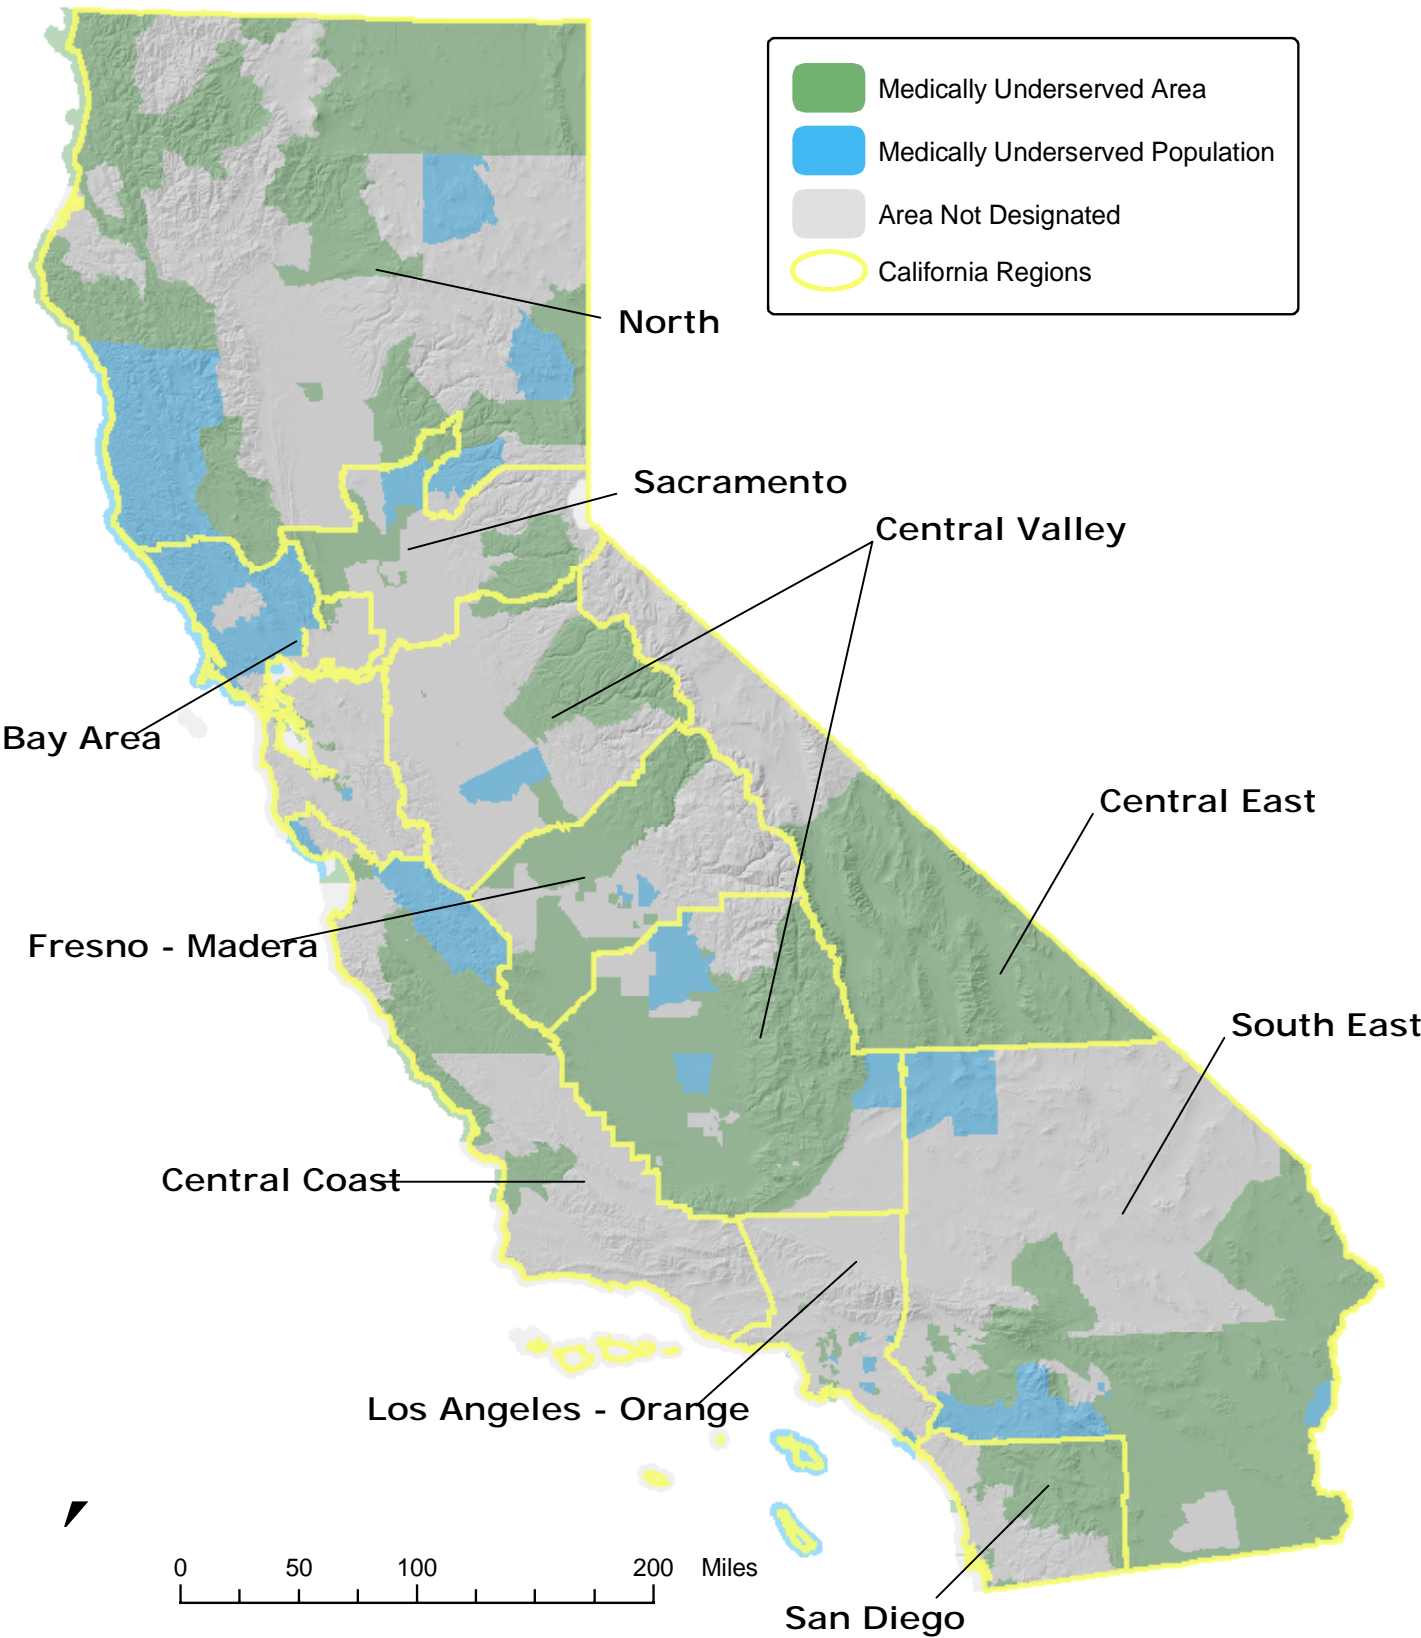 Medically Underserved Area
Medically Underserved Population
Area Not Designated
California Regions
North
Sacramento
Central Valley
Bay Area
Central East
Fresno - Madera
South East
Central Coast
Los Angeles - Orange
0 50 100 200 Miles
San Diego